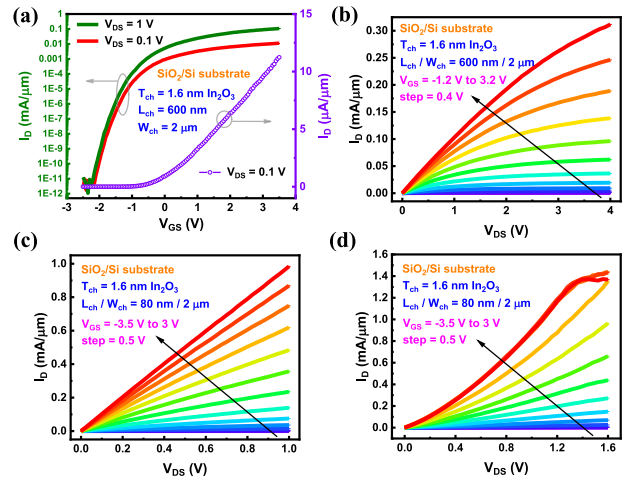 (a)
V_DS = 1 V
V_DS = 0.1 V
SiO₂/Si substrate
T_ch = 1.6 nm In₂O₃
L_ch = 600 nm
W_ch = 2 μm
V_DS = 0.1 V
0.1
0.01
0.001
1E-4
1E-5
1E-6
1E-7
1E-8
1E-9
1E-10
1E-11
1E-12
I_D (mA/μm)
15
10
5
0
I_D (μA/μm)
-3 -2 -1 0 1 2 3 4
V_GS (V)
(b)
SiO₂/Si substrate
T_ch = 1.6 nm In₂O₃
L_ch / W_ch = 600 nm / 2 μm
V_GS = -1.2 V to 3.2 V
step = 0.4 V
0.30
0.25
0.20
0.15
0.10
0.05
0.00
I_D (mA/μm)
0 1 2 3 4
V_DS (V)
(c)
SiO₂/Si substrate
T_ch = 1.6 nm In₂O₃
L_ch / W_ch = 80 nm / 2 μm
V_GS = -3.5 V to 3 V
step = 0.5 V
1.0
0.8
0.6
0.4
0.2
0.0
I_D (mA/μm)
0.0 0.2 0.4 0.6 0.8 1.0
V_DS (V)
(d)
SiO₂/Si substrate
T_ch = 1.6 nm In₂O₃
L_ch / W_ch = 80 nm / 2 μm
V_GS = -3.5 V to 3 V
step = 0.5 V
1.6
1.4
1.2
1.0
0.8
0.6
0.4
0.2
0.0
I_D (mA/μm)
0.0 0.4 0.8 1.2 1.6
V_DS (V)